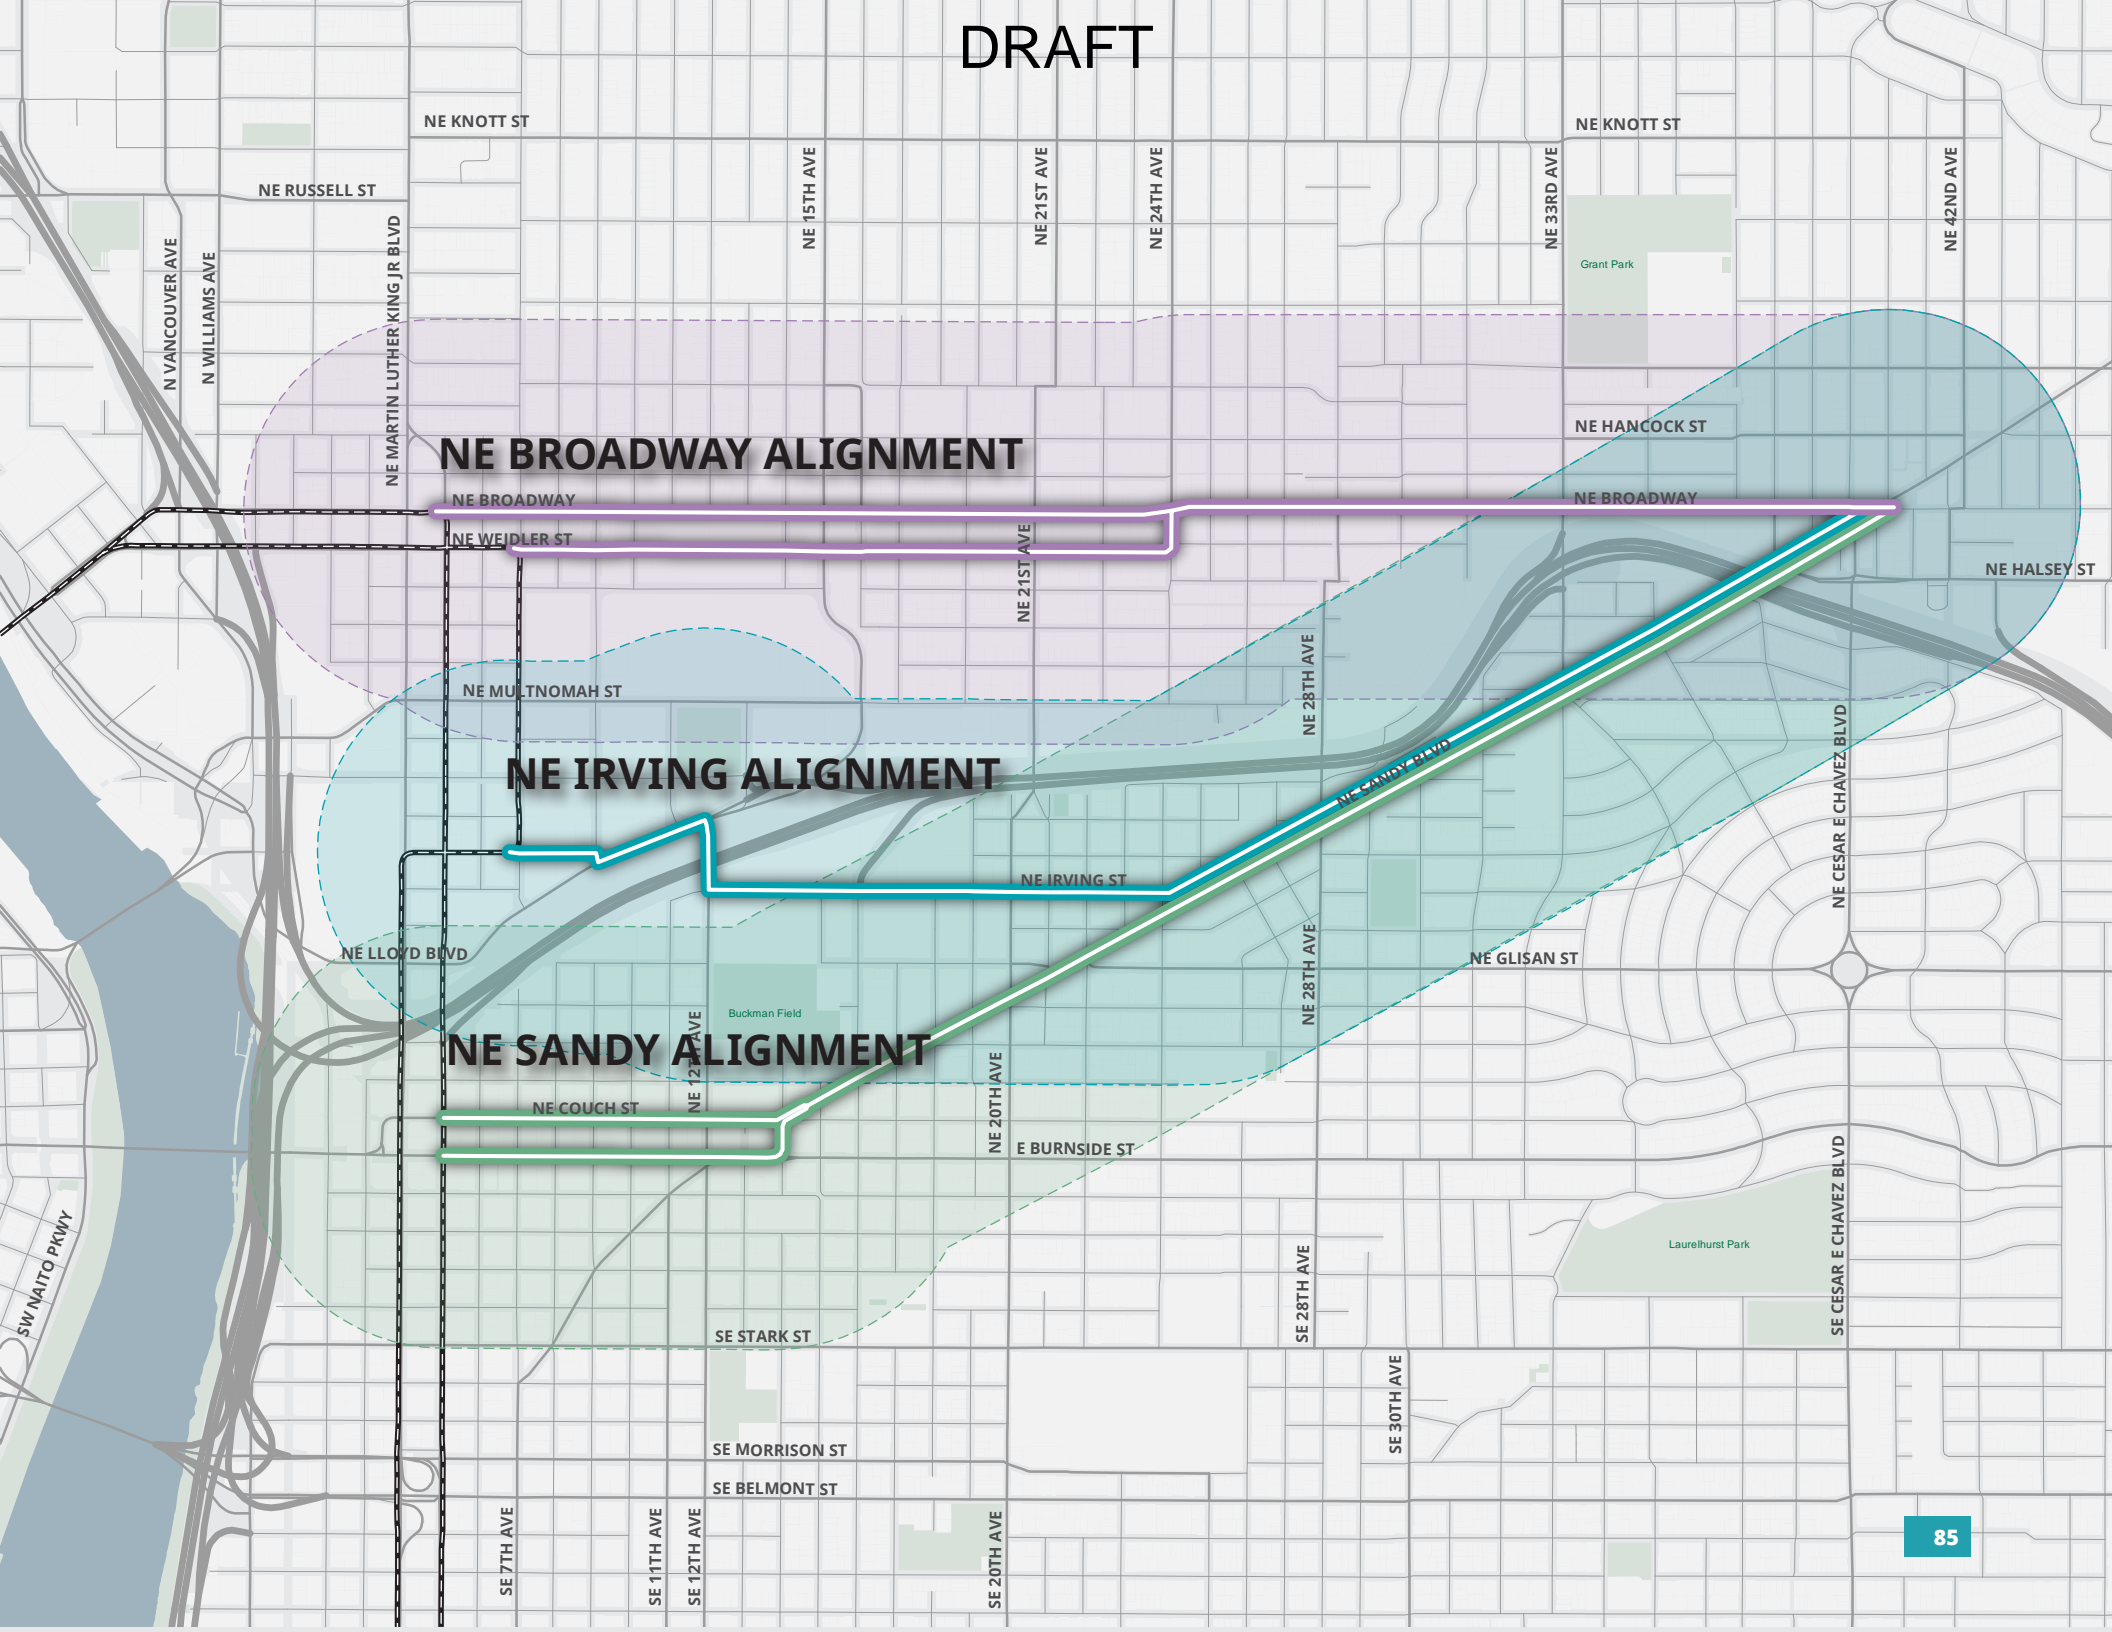 DRAFT
NE KNOTT ST
NE KNOTT ST
NE RUSSELL ST
NE 15TH AVE
NE 21ST AVE
NE 24TH AVE
NE 33RD AVE
NE 42ND AVE
N VANCOUVER AVE
N WILLIAMS AVE
NE MARTIN LUTHER KING JR BLVD
Grant Park
NE HANCOCK ST
NE BROADWAY ALIGNMENT
NE BROADWAY
NE BROADWAY
NE WEIDLER ST
NE 21ST AVE
NE HALSEY ST
NE 28TH AVE
NE MULTNOMAH ST
NE IRVING ALIGNMENT
NE SANDY BLVD
NE CESAR E CHAVEZ BLVD
NE IRVING ST
NE LLOYD BLVD
NE 28TH AVE
NE GLISAN ST
Buckman Field
NE SANDY ALIGNMENT
NE 12TH AVE
NE 20TH AVE
NE COUCH ST
E BURNSIDE ST
SE CESAR E CHAVEZ BLVD
SW NAITO PKWY
Laurelhurst Park
SE 28TH AVE
SE STARK ST
SE 30TH AVE
SE MORRISON ST
SE BELMONT ST
SE 7TH AVE
SE 11TH AVE
SE 12TH AVE
SE 20TH AVE
85